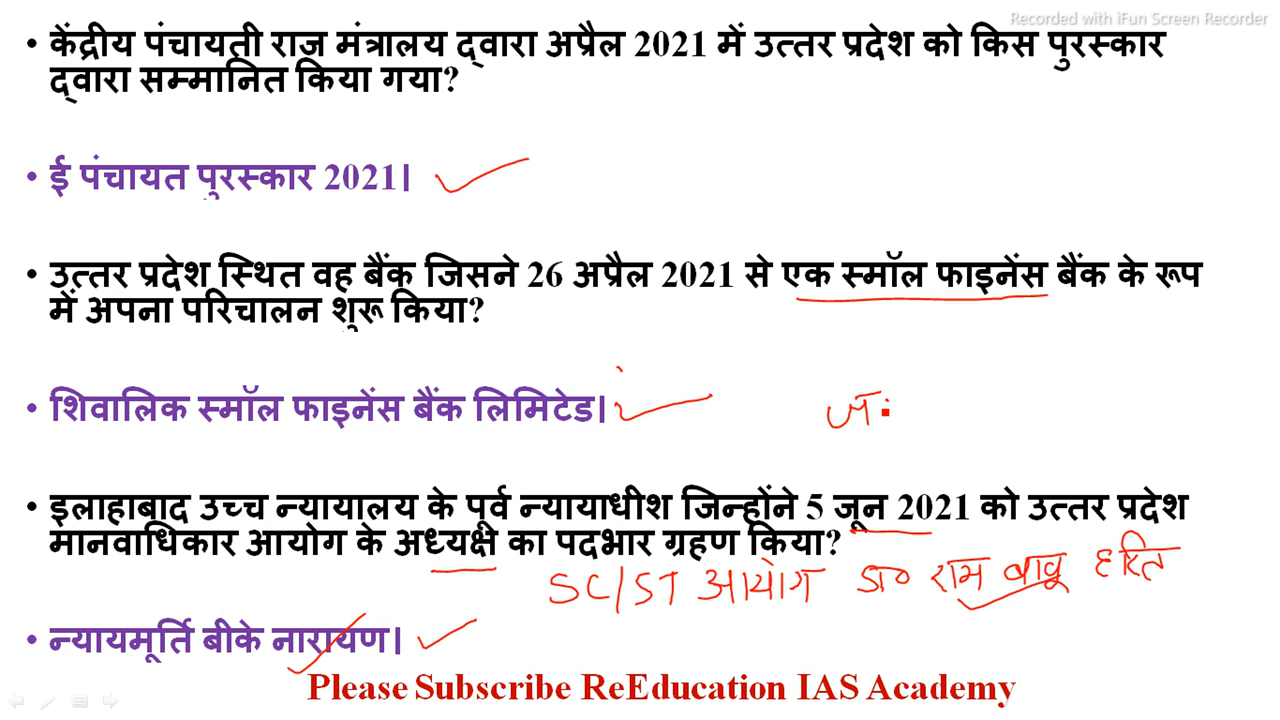 Recorded with iFun Screen Recorder
• केंद्रीय पंचायती राज मंत्रालय द्वारा अप्रैल 2021 में उत्तर प्रदेश को किस पुरस्कार
द्वारा सम्मानित किया गया?
• ई पंचायत पुरस्कार 2021।
• उत्तर प्रदेश स्थित वह बैंक जिसने 26 अप्रैल 2021 से एक स्मॉल फाइनेंस बैंक के रूप
में अपना परिचालन शुरू किया?
• शिवालिक स्मॉल फाइनेंस बैंक लिमिटेड।
• इलाहाबाद उच्च न्यायालय के पूर्व न्यायाधीश जिन्होंने 5 जून 2021 को उत्तर प्रदेश
मानवाधिकार आयोग के अध्यक्ष का पदभार ग्रहण किया?
SC/ST आयोग डा० राम बाबू हरित
• न्यायमूर्ति बीके नारायण।
Please Subscribe ReEducation IAS Academy